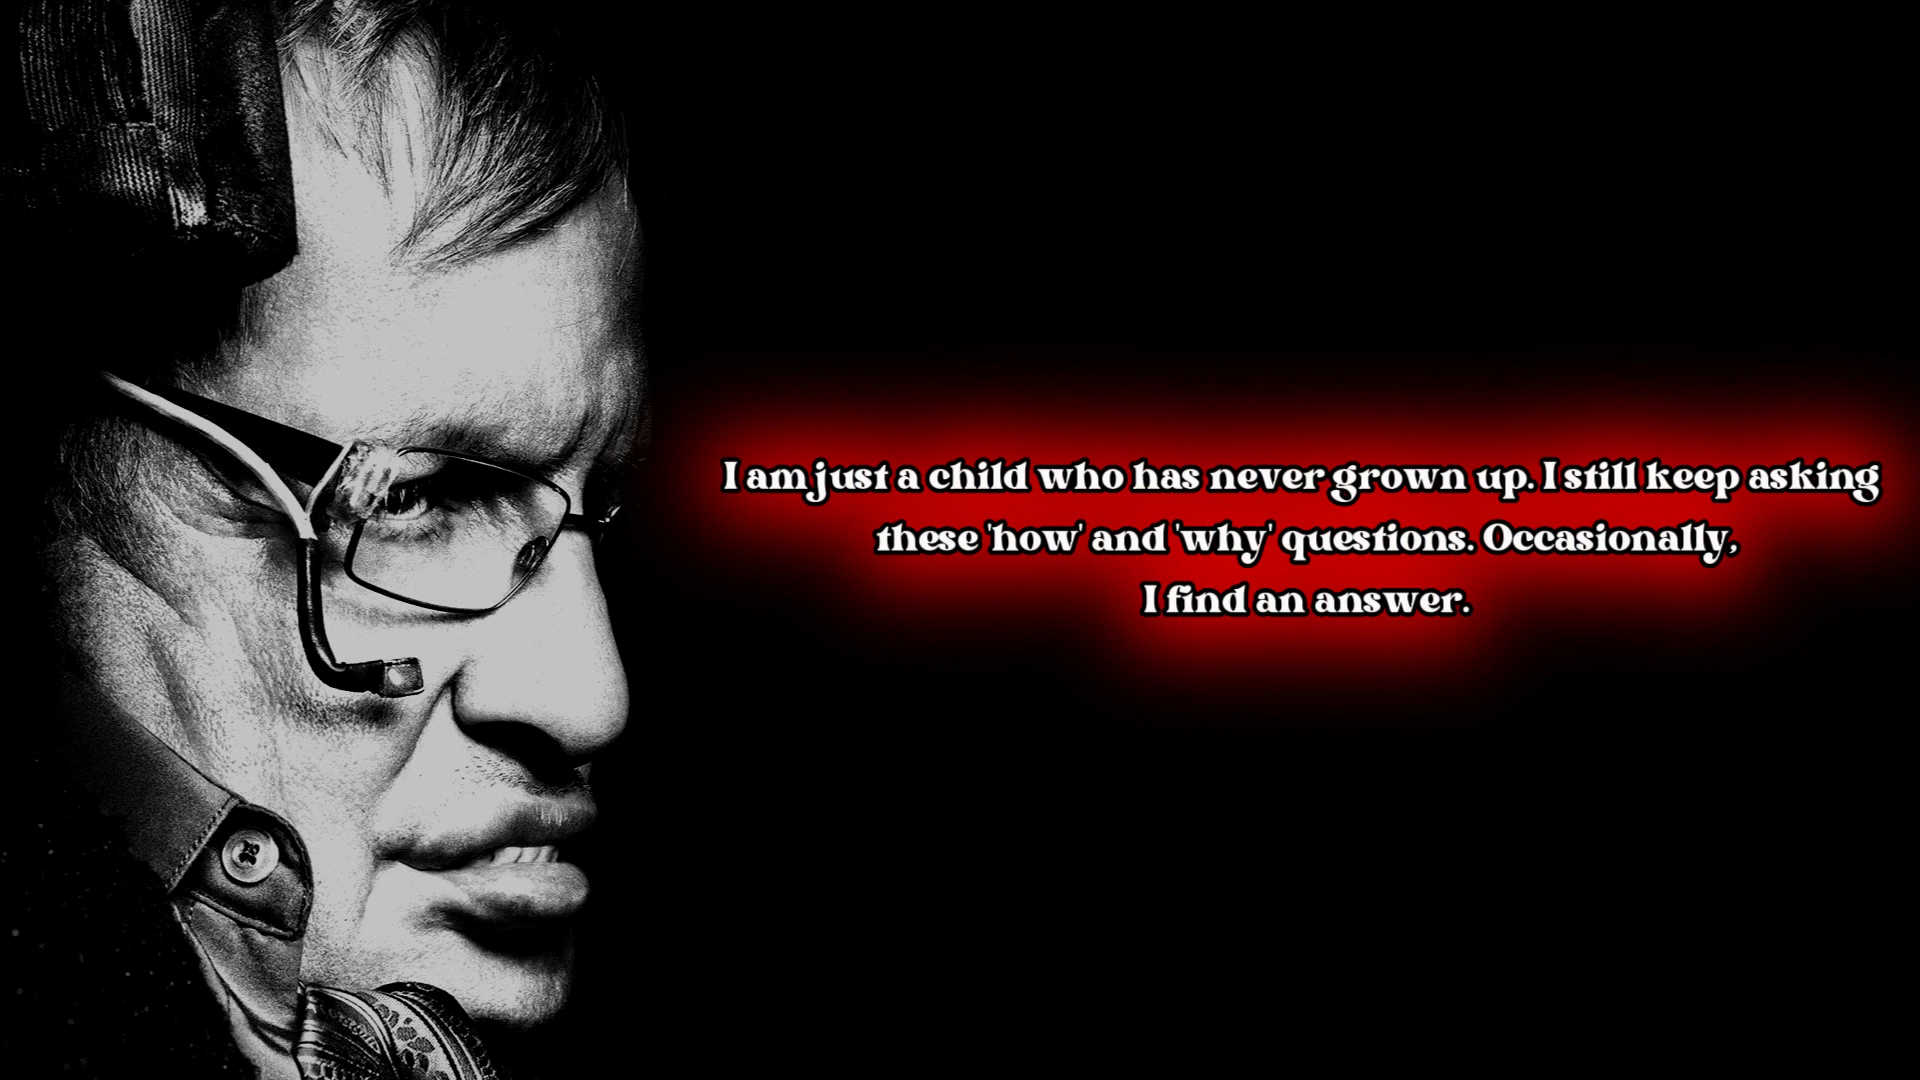 I am just a child who has never grown up. I still keep asking
these 'how' and 'why' questions. Occasionally,
I find an answer.